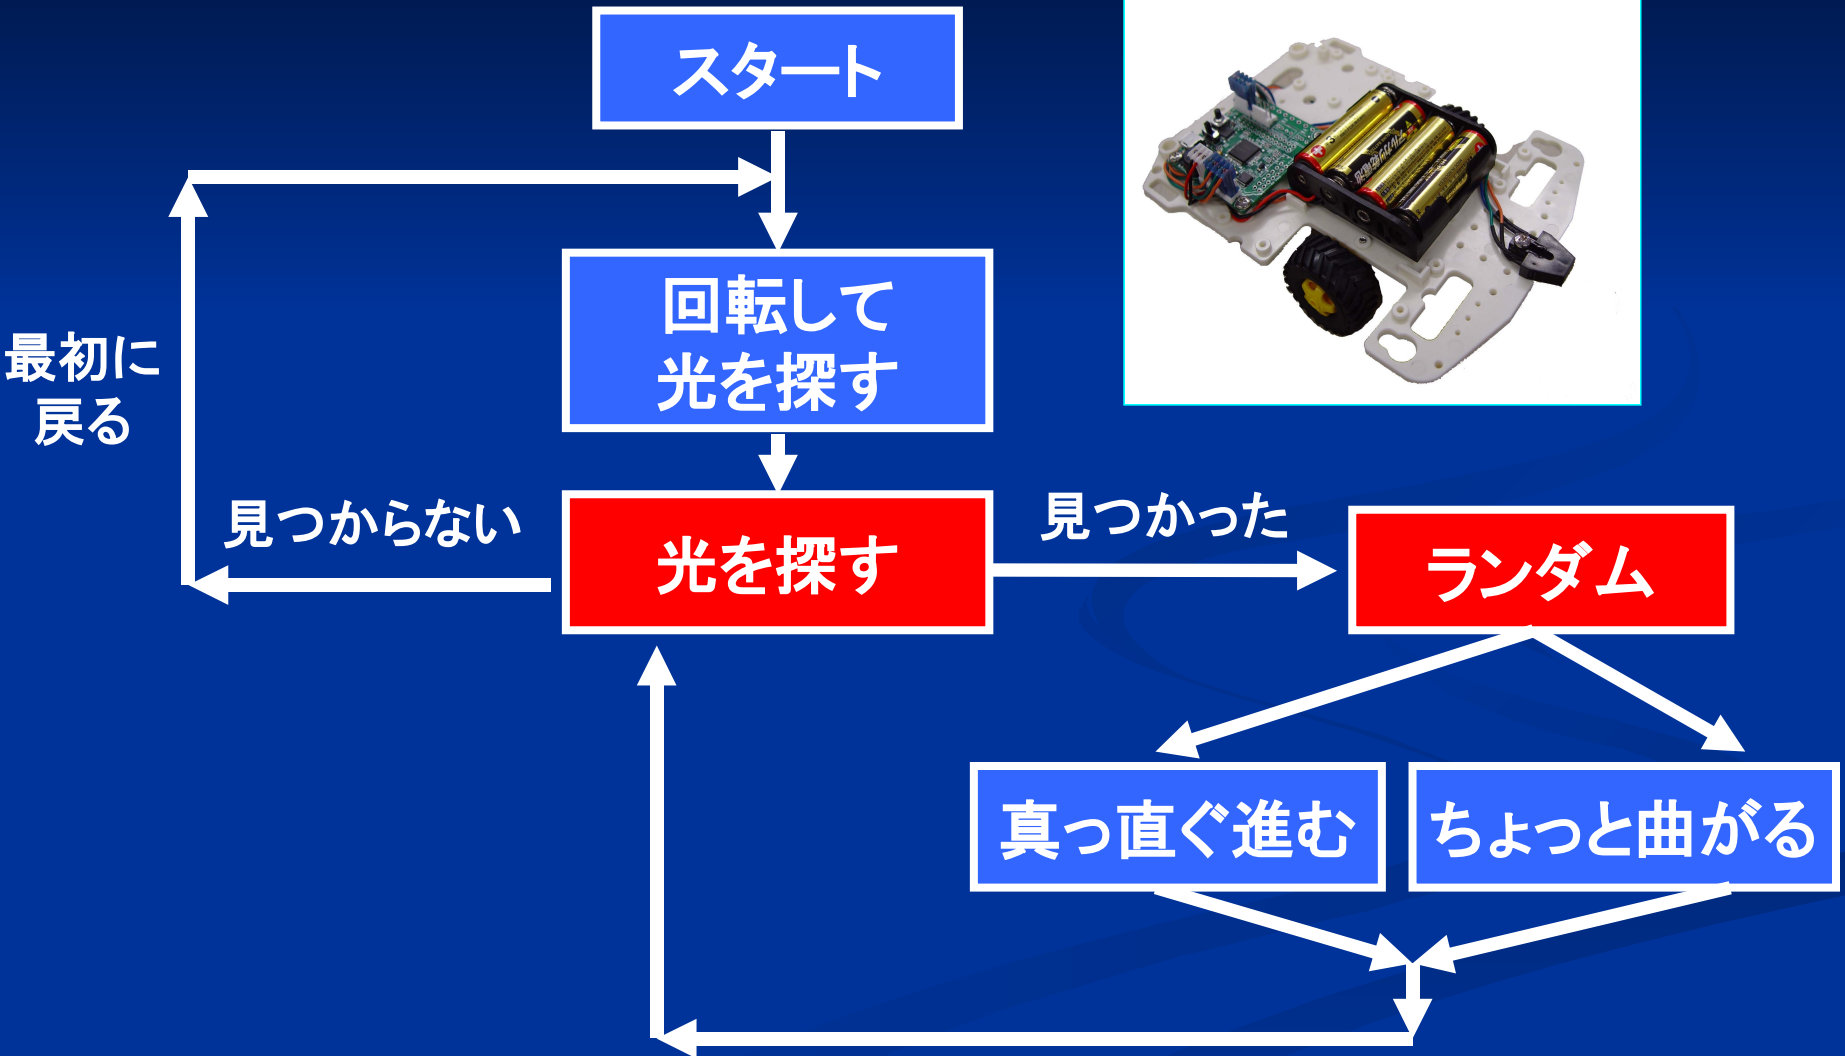 スタート
回転して
光を探す
最初に
戻る
見つからない
光を探す
見つかった
ランダム
真っ直ぐ進む
ちょっと曲がる